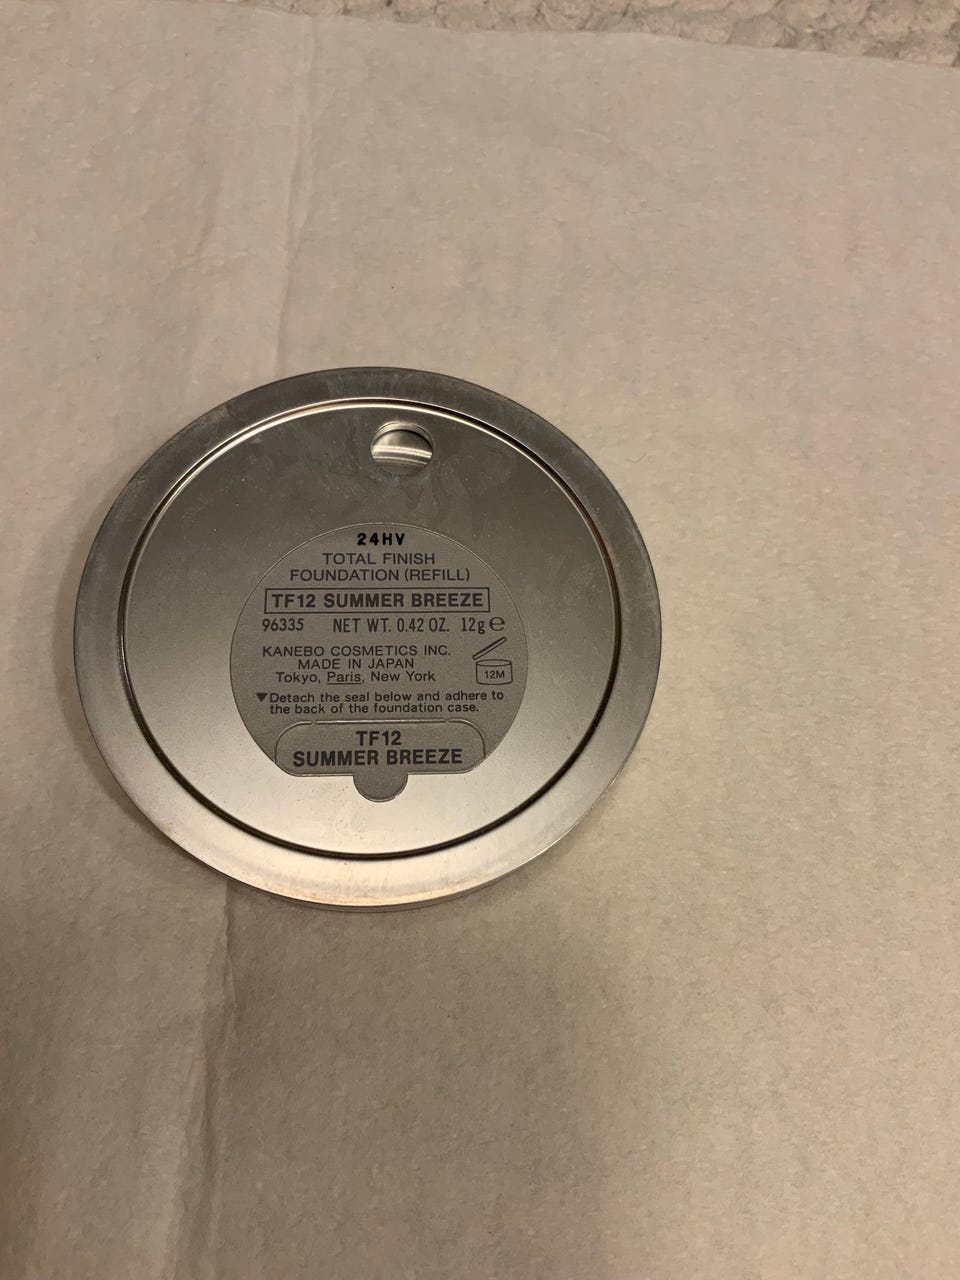 24HV
TOTAL FINISH
FOUNDATION (REFILL)
TF12 SUMMER BREEZE
96335 NET WT. 0.42 OZ. 12g ℮
KANEBO COSMETICS INC.
MADE IN JAPAN
Tokyo, Paris, New York
12M
▼Detach the seal below and adhere to
the back of the foundation case.
TF12
SUMMER BREEZE